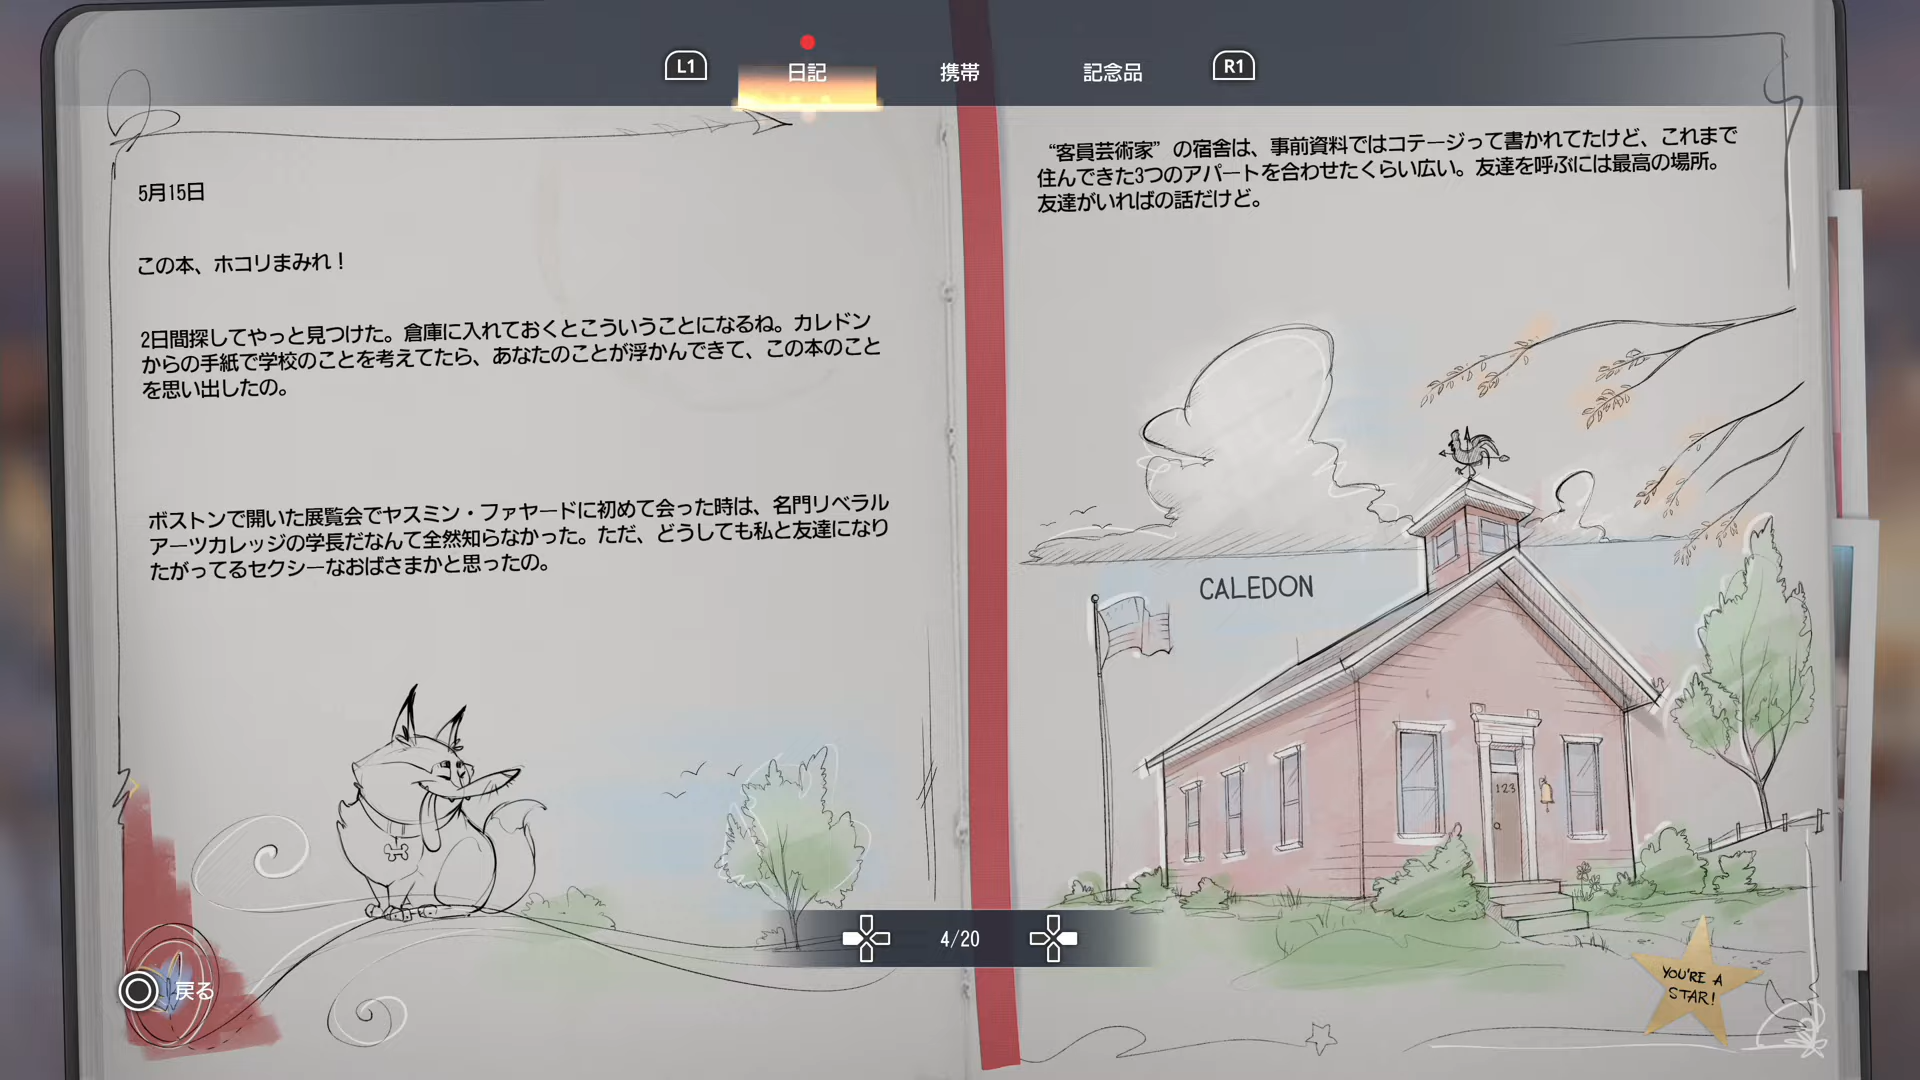 L1
日記
携帯
記念品
R1
5月15日
この本、ホコリまみれ！
2日間探してやっと見つけた。倉庫に入れておくとこういうことになるね。カレドン
からの手紙で学校のことを考えてたら、あなたのことが浮かんできて、この本のこと
を思い出したの。
ボストンで開いた展覧会でヤスミン・ファヤードに初めて会った時は、名門リベラル
アーツカレッジの学長だなんて全然知らなかった。ただ、どうしても私と友達になり
たがってるセクシーなおばさまかと思ったの。
“客員芸術家”の宿舎は、事前資料ではコテージって書かれてたけど、これまで
住んできた3つのアパートを合わせたくらい広い。友達を呼ぶには最高の場所。
友達がいればの話だけど。
CALEDON
123
YOU'RE A
STAR!
4/20
戻る